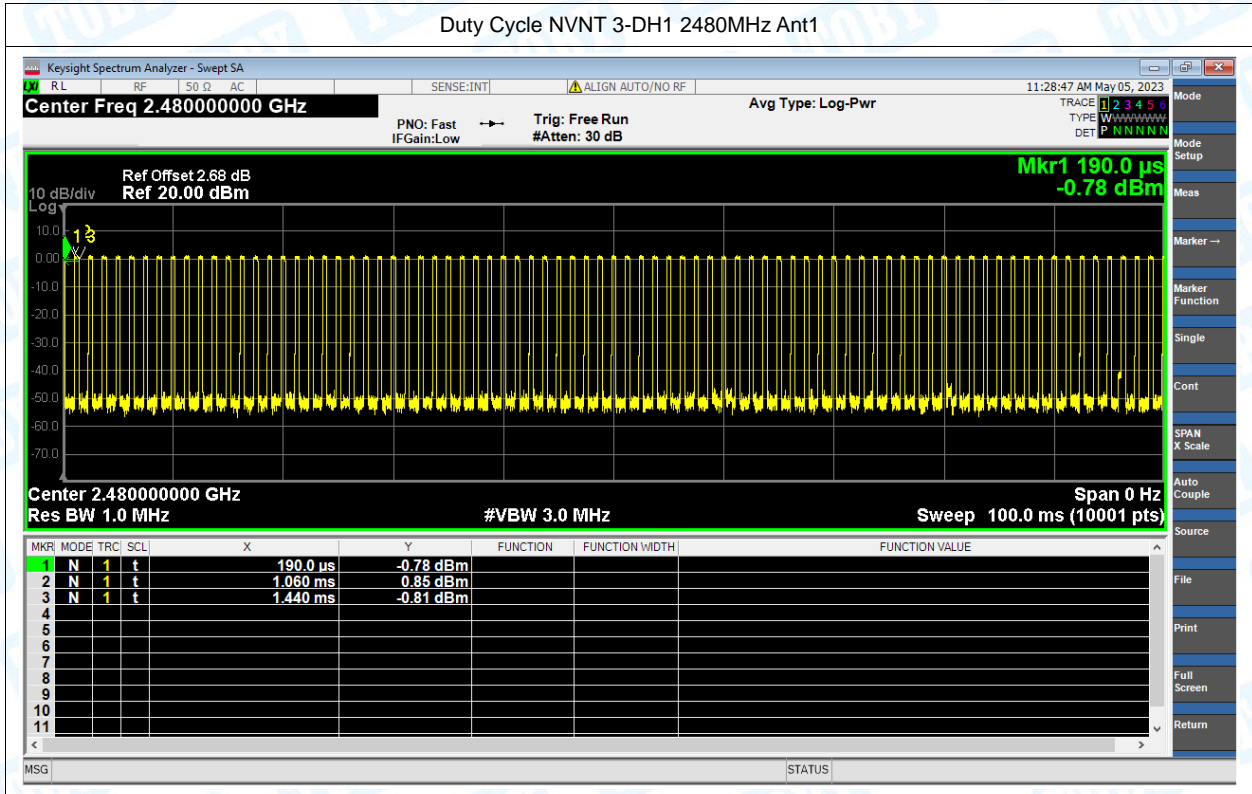 Duty Cycle NVNT 3-DH1 2480MHz Ant1
Keysight Spectrum Analyzer - Swept SA
LXI RL RF 50 Ω AC SENSE:INT ALIGN AUTO/NO RF 11:28:47 AM May 05, 2023
Center Freq 2.480000000 GHz
PNO: Fast
IFGain:Low
Trig: Free Run
#Atten: 30 dB
Avg Type: Log-Pwr
TRACE 1 2 3 4 5 6
TYPE WWWWWW
DET P N N N N N
Mkr1 190.0 µs
-0.78 dBm
Ref Offset 2.68 dB
10 dB/div Ref 20.00 dBm
Log
10.0
0.00
-10.0
-20.0
-30.0
-40.0
-50.0
-60.0
-70.0
1 3
Center 2.480000000 GHz Span 0 Hz
Res BW 1.0 MHz #VBW 3.0 MHz Sweep 100.0 ms (10001 pts)
MKR MODE TRC SCL X Y FUNCTION FUNCTION WIDTH FUNCTION VALUE
1 N 1 t 190.0 µs -0.78 dBm
2 N 1 t 1.060 ms 0.85 dBm
3 N 1 t 1.440 ms -0.81 dBm
4
5
6
7
8
9
10
11
MSG STATUS
Mode
Mode Setup
Meas
Marker →
Marker Function
Single
Cont
SPAN X Scale
Auto Couple
Source
File
Print
Full Screen
Return
TOBY